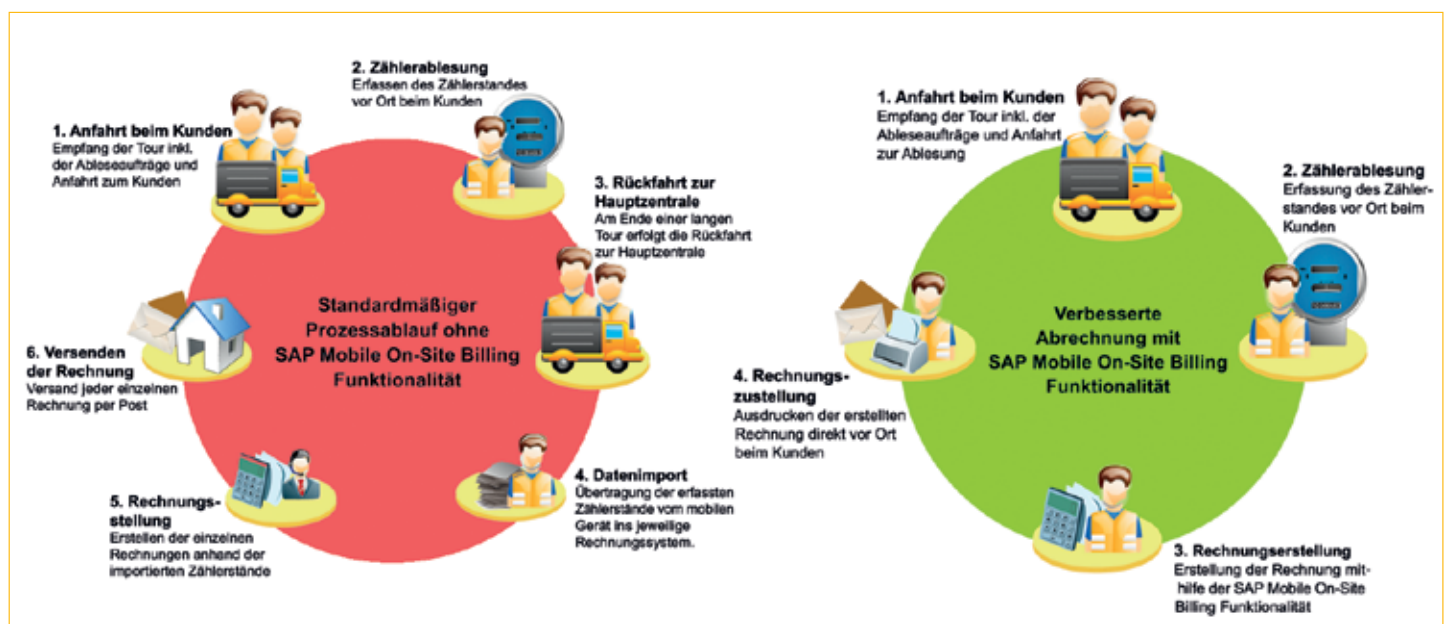 1. Anfahrt beim Kunden
Empfang der Tour inkl.
der Ableseaufträge und
Anfahrt zum Kunden
2. Zählerablesung
Erfassen des Zählerstandes
vor Ort beim Kunden
3. Rückfahrt zur
Hauptzentrale
Am Ende einer langen
Tour erfolgt die Rückfahrt
zur Hauptzentrale
4. Datenimport
Übertragung der erfassten
Zählerstände vom mobilen
Gerät ins jeweilige
Rechnungssystem.
5. Rechnungs-
stellung
Erstellen der einzelnen
Rechnungen anhand der
importierten Zählerstände
6. Versenden
der Rechnung
Versand jeder einzelnen
Rechnung per Post
Standardmäßiger
Prozessablauf ohne
SAP Mobile On-Site Billing
Funktionalität
1. Anfahrt beim Kunden
Empfang der Tour inkl. der
Ableseaufträge und Anfahrt
zur Ablesung
2. Zählerablesung
Erfassung des Zähler-
standes vor Ort beim
Kunden
3. Rechnungserstellung
Erstellung der Rechnung mit-
hilfe der SAP Mobile On-Site
Billing Funktionalität
4. Rechnungs-
zustellung
Ausdrucken der erstellten
Rechnung direkt vor Ort
beim Kunden
Verbesserte
Abrechnung mit
SAP Mobile On-Site Billing
Funktionalität